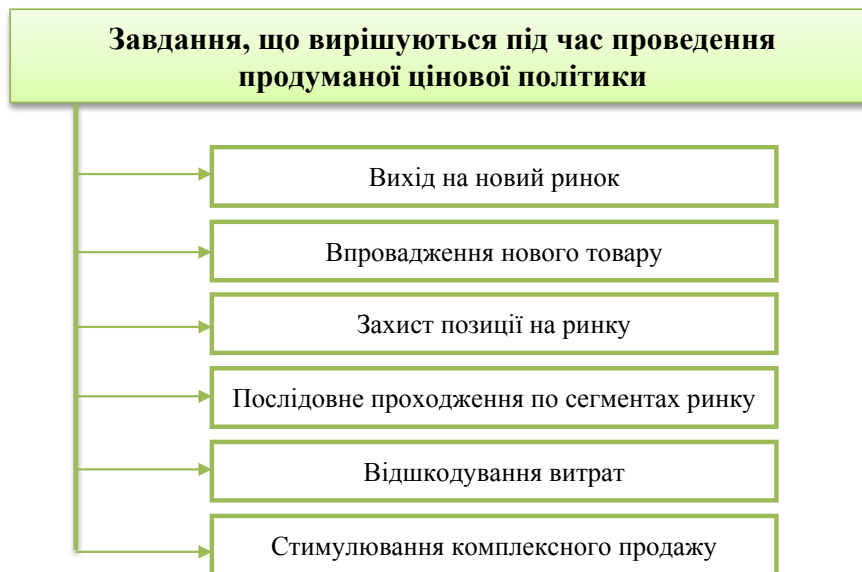 Завдання, що вирішуються під час проведення
продуманої цінової політики
Вихід на новий ринок
Впровадження нового товару
Захист позиції на ринку
Послідовне проходження по сегментах ринку
Відшкодування витрат
Стимулювання комплексного продажу